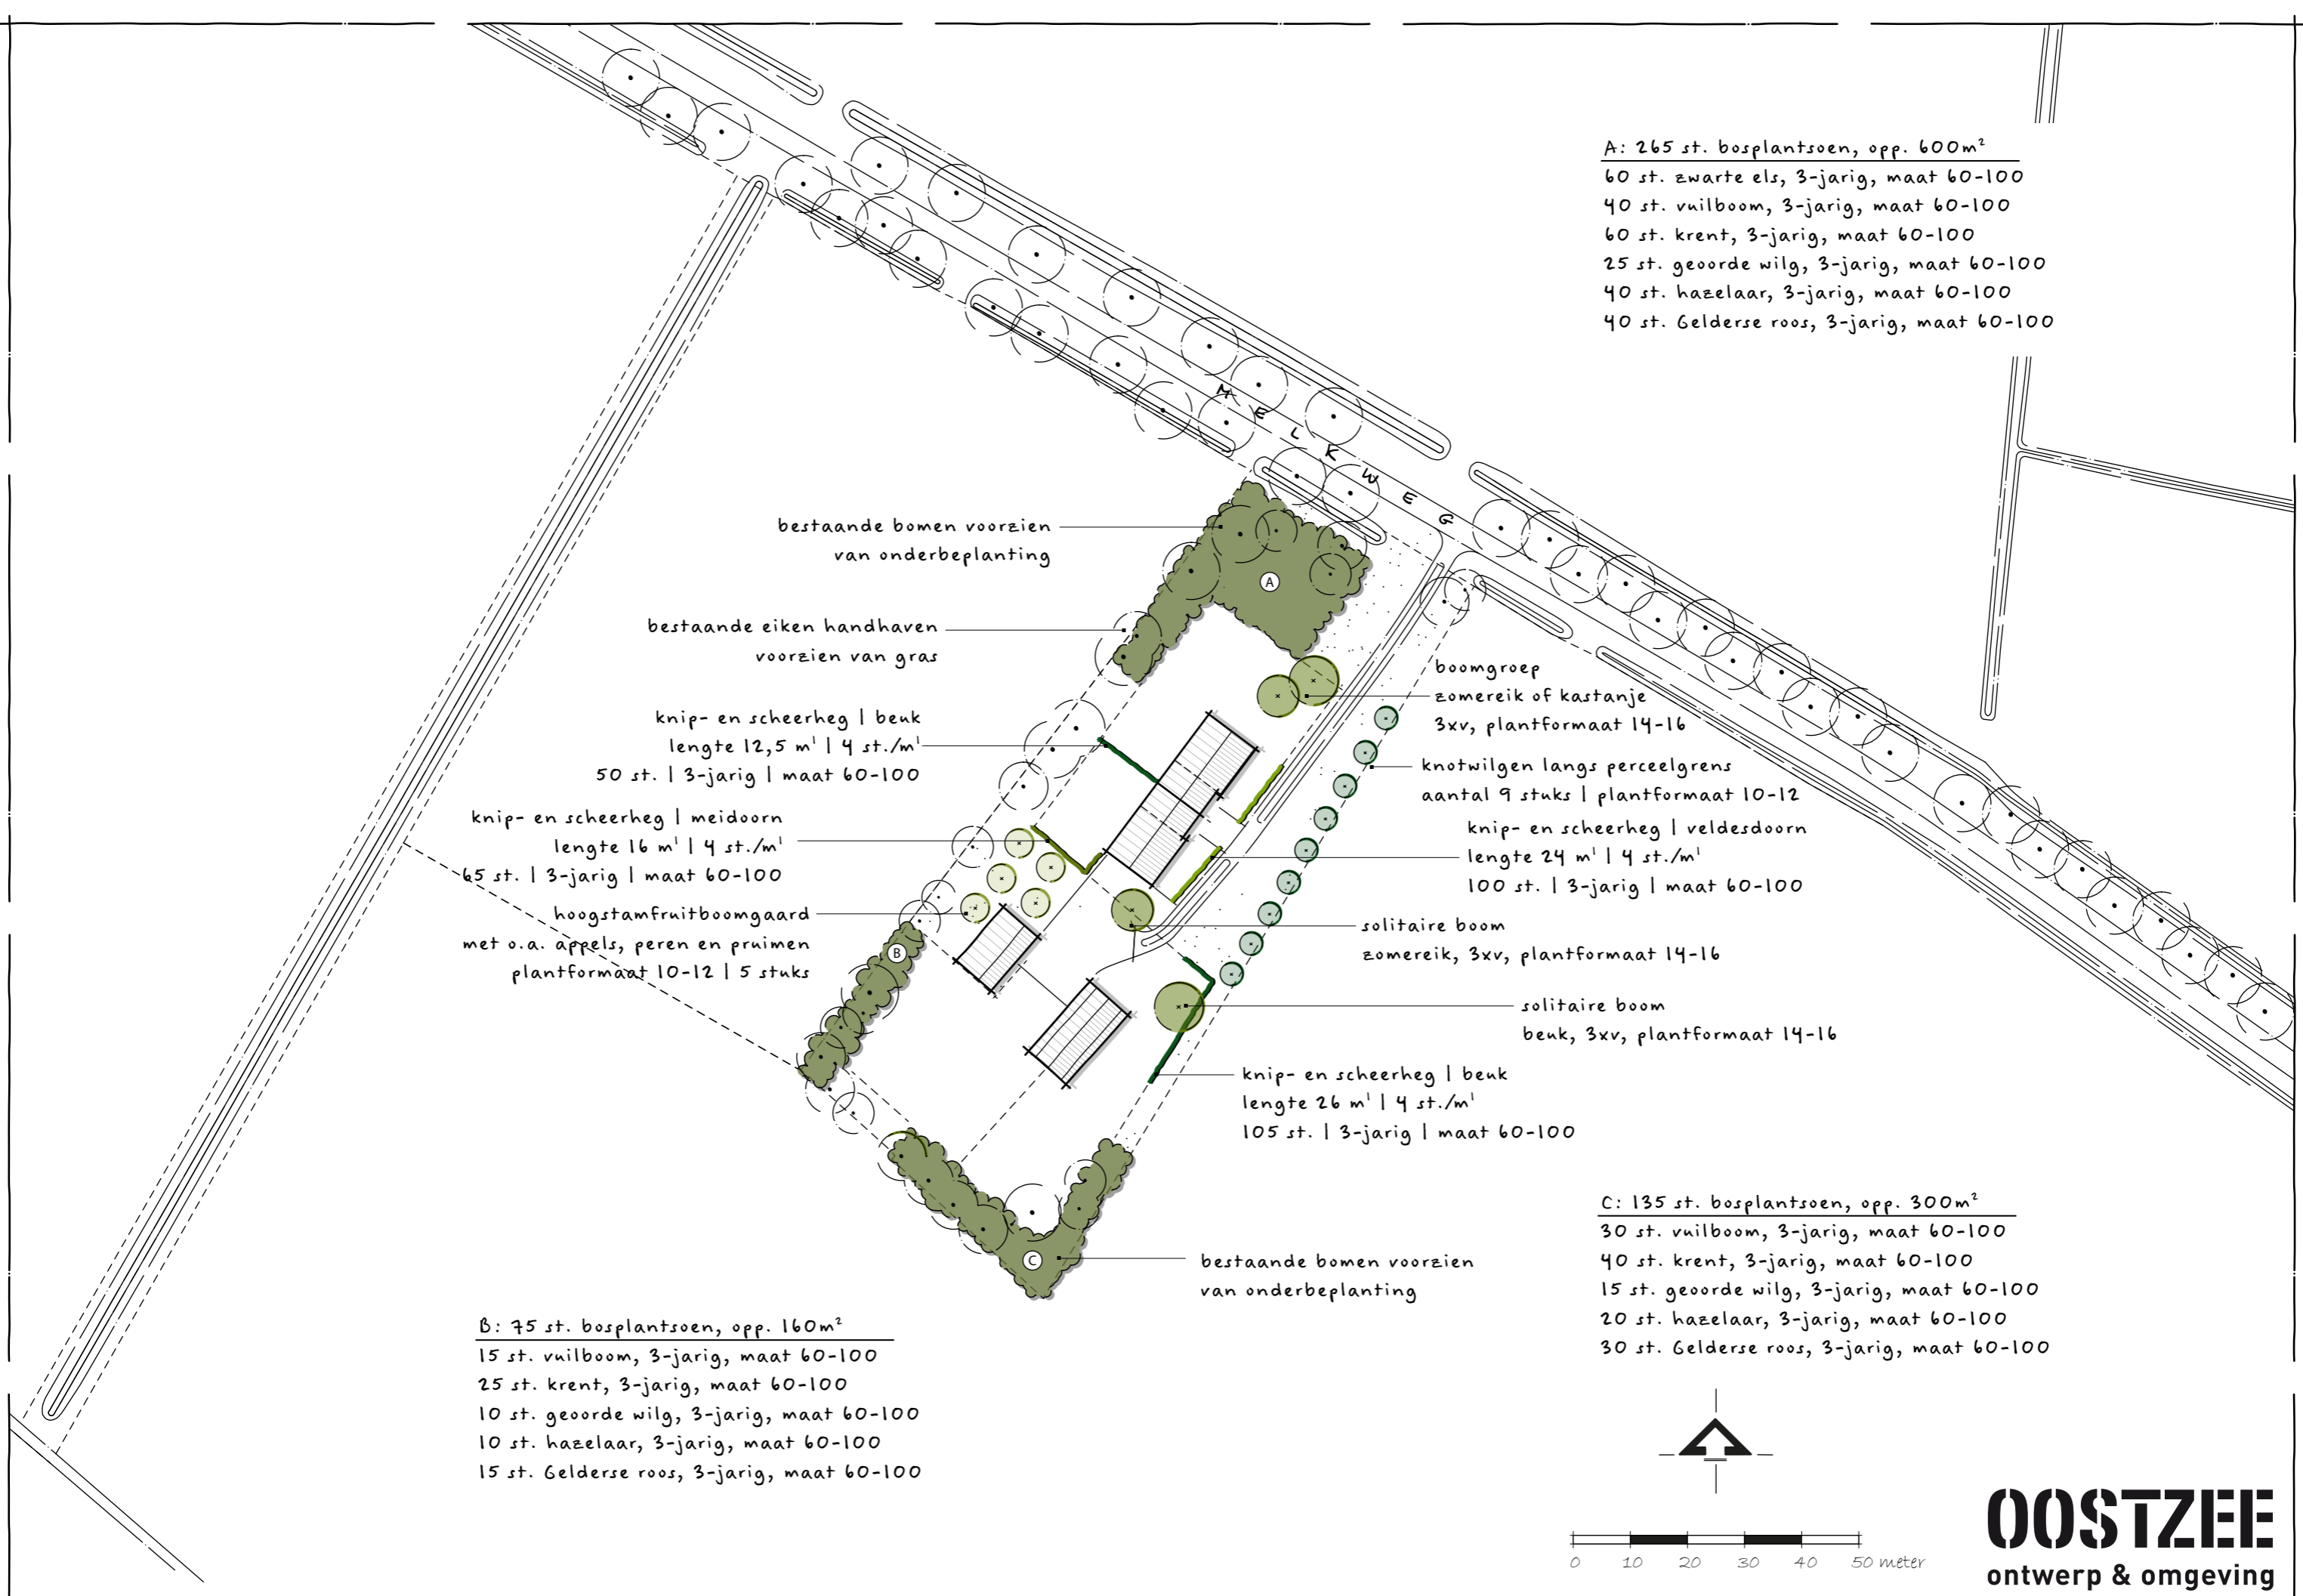 A: 265 st. bosplantsoen, opp. 600m²
60 st. zwarte els, 3-jarig, maat 60-100
40 st. vuilboom, 3-jarig, maat 60-100
60 st. krent, 3-jarig, maat 60-100
25 st. geoorde wilg, 3-jarig, maat 60-100
40 st. hazelaar, 3-jarig, maat 60-100
40 st. Gelderse roos, 3-jarig, maat 60-100
MELKWEG
bestaande bomen voorzien
van onderbeplanting
A
bestaande eiken handhaven
voorzien van gras
knip- en scheerheg | beuk
lengte 12,5 m¹ | 4 st./m¹
50 st. | 3-jarig | maat 60-100
knip- en scheerheg | meidoorn
lengte 16 m¹ | 4 st./m¹
65 st. | 3-jarig | maat 60-100
hoogstamfruitboomgaard
met o.a. appels, peren en pruimen
plantformaat 10-12 | 5 stuks
B
boomgroep
zomereik of kastanje
3xv, plantformaat 14-16
knotwilgen langs perceelgrens
aantal 9 stuks | plantformaat 10-12
knip- en scheerheg | veldesdoorn
lengte 24 m¹ | 4 st./m¹
100 st. | 3-jarig | maat 60-100
solitaire boom
zomereik, 3xv, plantformaat 14-16
solitaire boom
beuk, 3xv, plantformaat 14-16
knip- en scheerheg | beuk
lengte 26 m¹ | 4 st./m¹
105 st. | 3-jarig | maat 60-100
C
bestaande bomen voorzien
van onderbeplanting
C: 135 st. bosplantsoen, opp. 300m²
30 st. vuilboom, 3-jarig, maat 60-100
40 st. krent, 3-jarig, maat 60-100
15 st. geoorde wilg, 3-jarig, maat 60-100
20 st. hazelaar, 3-jarig, maat 60-100
30 st. Gelderse roos, 3-jarig, maat 60-100
B: 75 st. bosplantsoen, opp. 160m²
15 st. vuilboom, 3-jarig, maat 60-100
25 st. krent, 3-jarig, maat 60-100
10 st. geoorde wilg, 3-jarig, maat 60-100
10 st. hazelaar, 3-jarig, maat 60-100
15 st. Gelderse roos, 3-jarig, maat 60-100
0 10 20 30 40 50 meter
OOSTZEE
ontwerp & omgeving